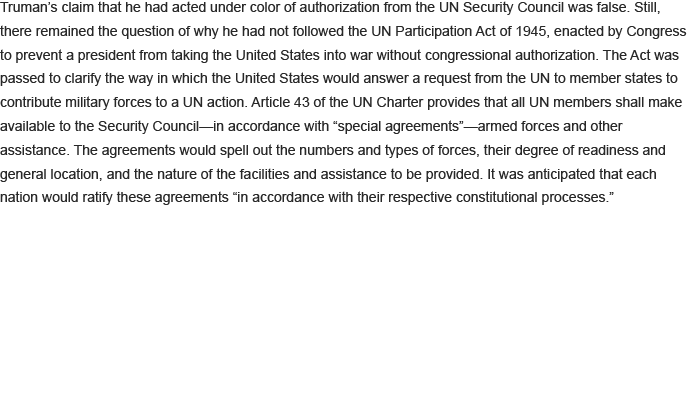 Truman’s claim that he had acted under color of authorization from the UN Security Council was false. Still,
there remained the question of why he had not followed the UN Participation Act of 1945, enacted by Congress
to prevent a president from taking the United States into war without congressional authorization. The Act was
passed to clarify the way in which the United States would answer a request from the UN to member states to
contribute military forces to a UN action. Article 43 of the UN Charter provides that all UN members shall make
available to the Security Council—in accordance with “special agreements”—armed forces and other
assistance. The agreements would spell out the numbers and types of forces, their degree of readiness and
general location, and the nature of the facilities and assistance to be provided. It was anticipated that each
nation would ratify these agreements “in accordance with their respective constitutional processes.”